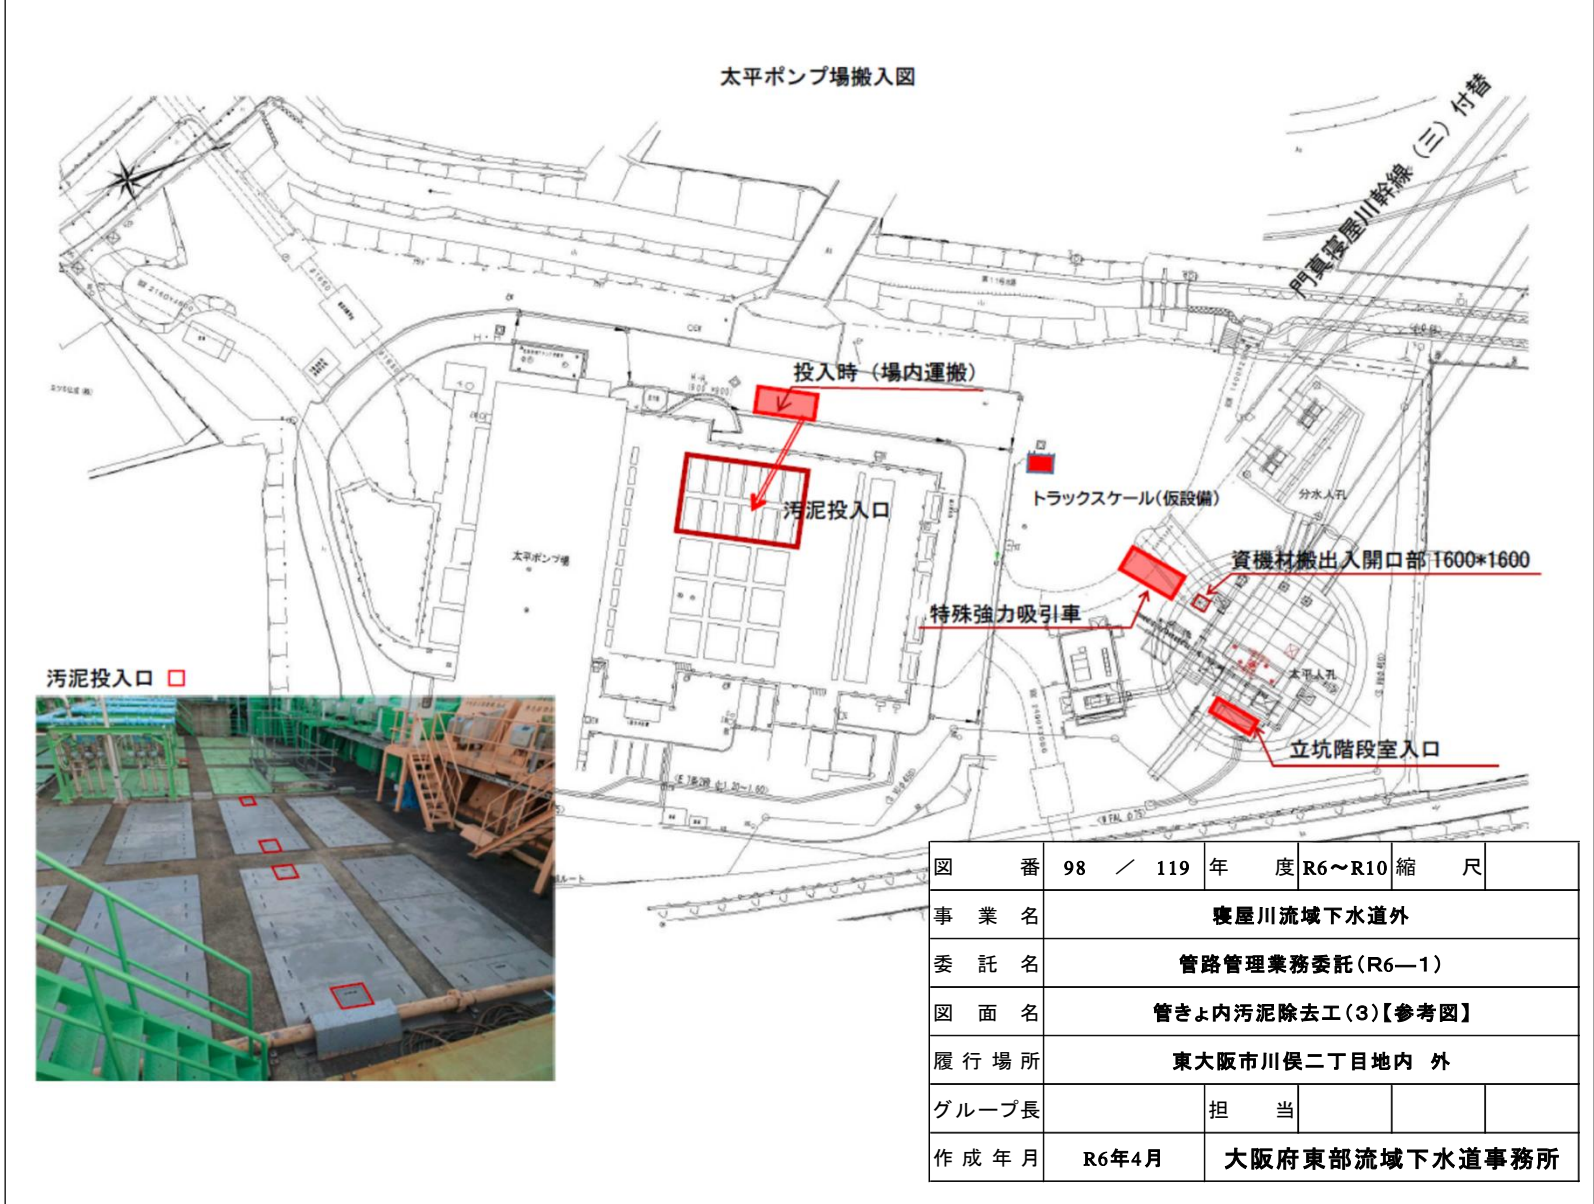 太平ポンプ場搬入図
門真寝屋川幹線（三）付替
投入時（場内運搬）
汚泥投入口
トラックスケール(仮設備)
分水人孔
資機材搬出入開口部 1600*1600
特殊強力吸引車
太平ポンプ場
太平人孔
立坑階段室入口
汚泥投入口
図番 98 ／ 119 年度 R6～R10 縮尺
事業名 寝屋川流域下水道外
委託名 管路管理業務委託(R6―1)
図面名 管きょ内汚泥除去工(3)【参考図】
履行場所 東大阪市川俣二丁目地内 外
グループ長 担当
作成年月 R6年4月 大阪府東部流域下水道事務所